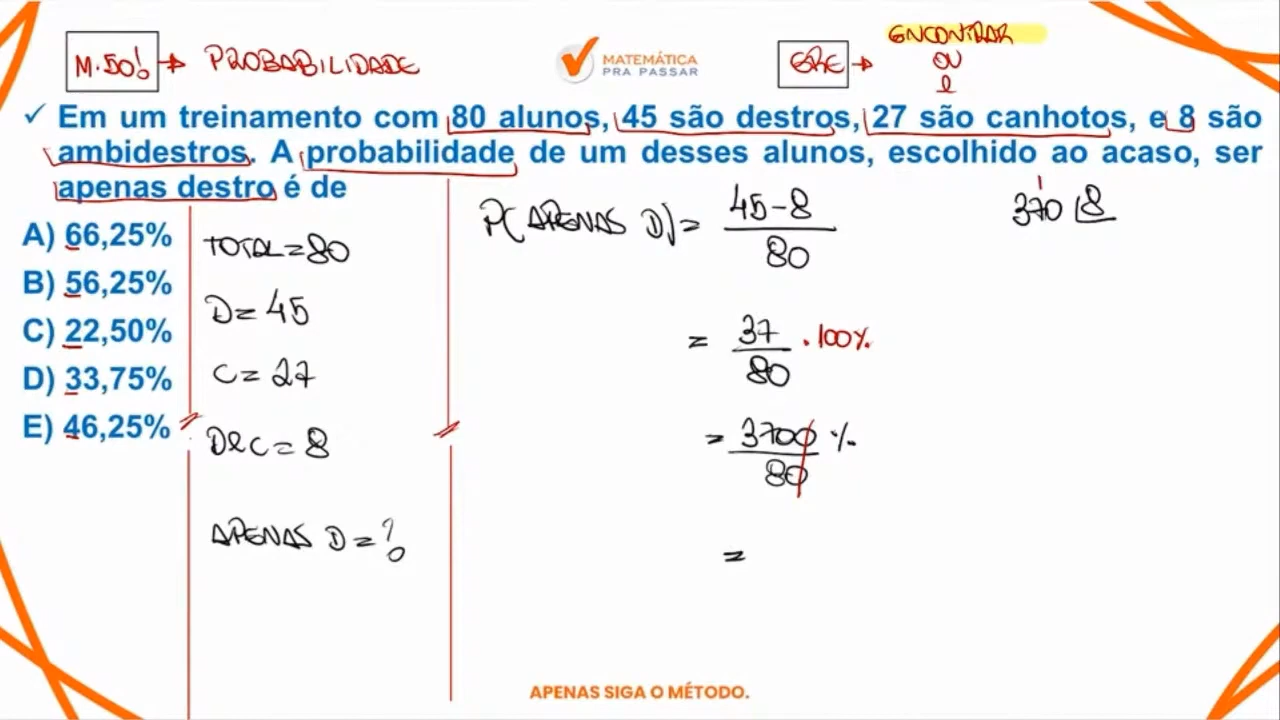 M.50! → PROBABILIDADE
MATEMÁTICA
PRA PASSAR
GRE →
ENCONTRAR
OU
✓ Em um treinamento com 80 alunos, 45 são destros, 27 são canhotos, e 8 são
ambidestros. A probabilidade de um desses alunos, escolhido ao acaso, ser
apenas destro é de
A) 66,25%
B) 56,25%
C) 22,50%
D) 33,75%
E) 46,25%
TOTAL = 80
D = 45
C = 27
DeC = 8
APENAS D = ?
P( APENAS D) = 45 - 8
80
= 37 . 100%
80
= 3700 %
80
=
370 8
APENAS SIGA O MÉTODO.